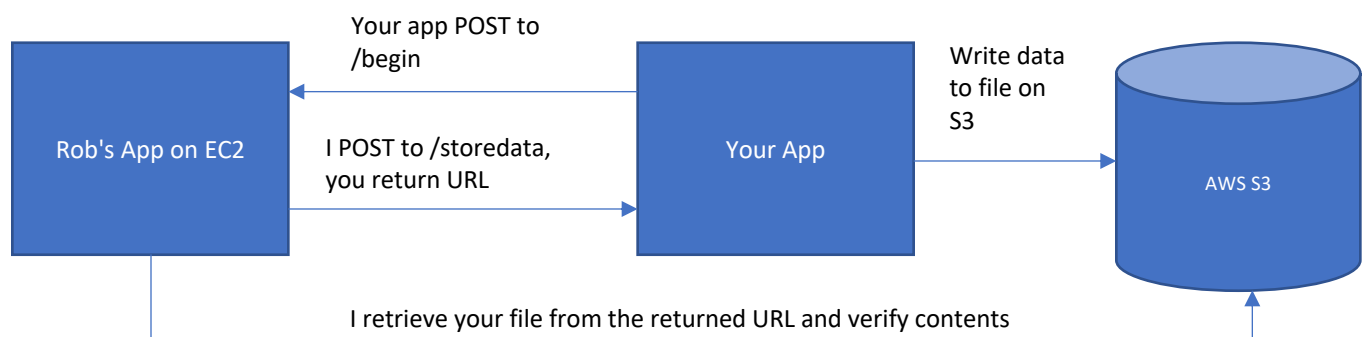 Your app POST to
/begin
Write data
to file on
S3
Rob's App on EC2
I POST to /storedata,
you return URL
Your App
AWS S3
I retrieve your file from the returned URL and verify contents